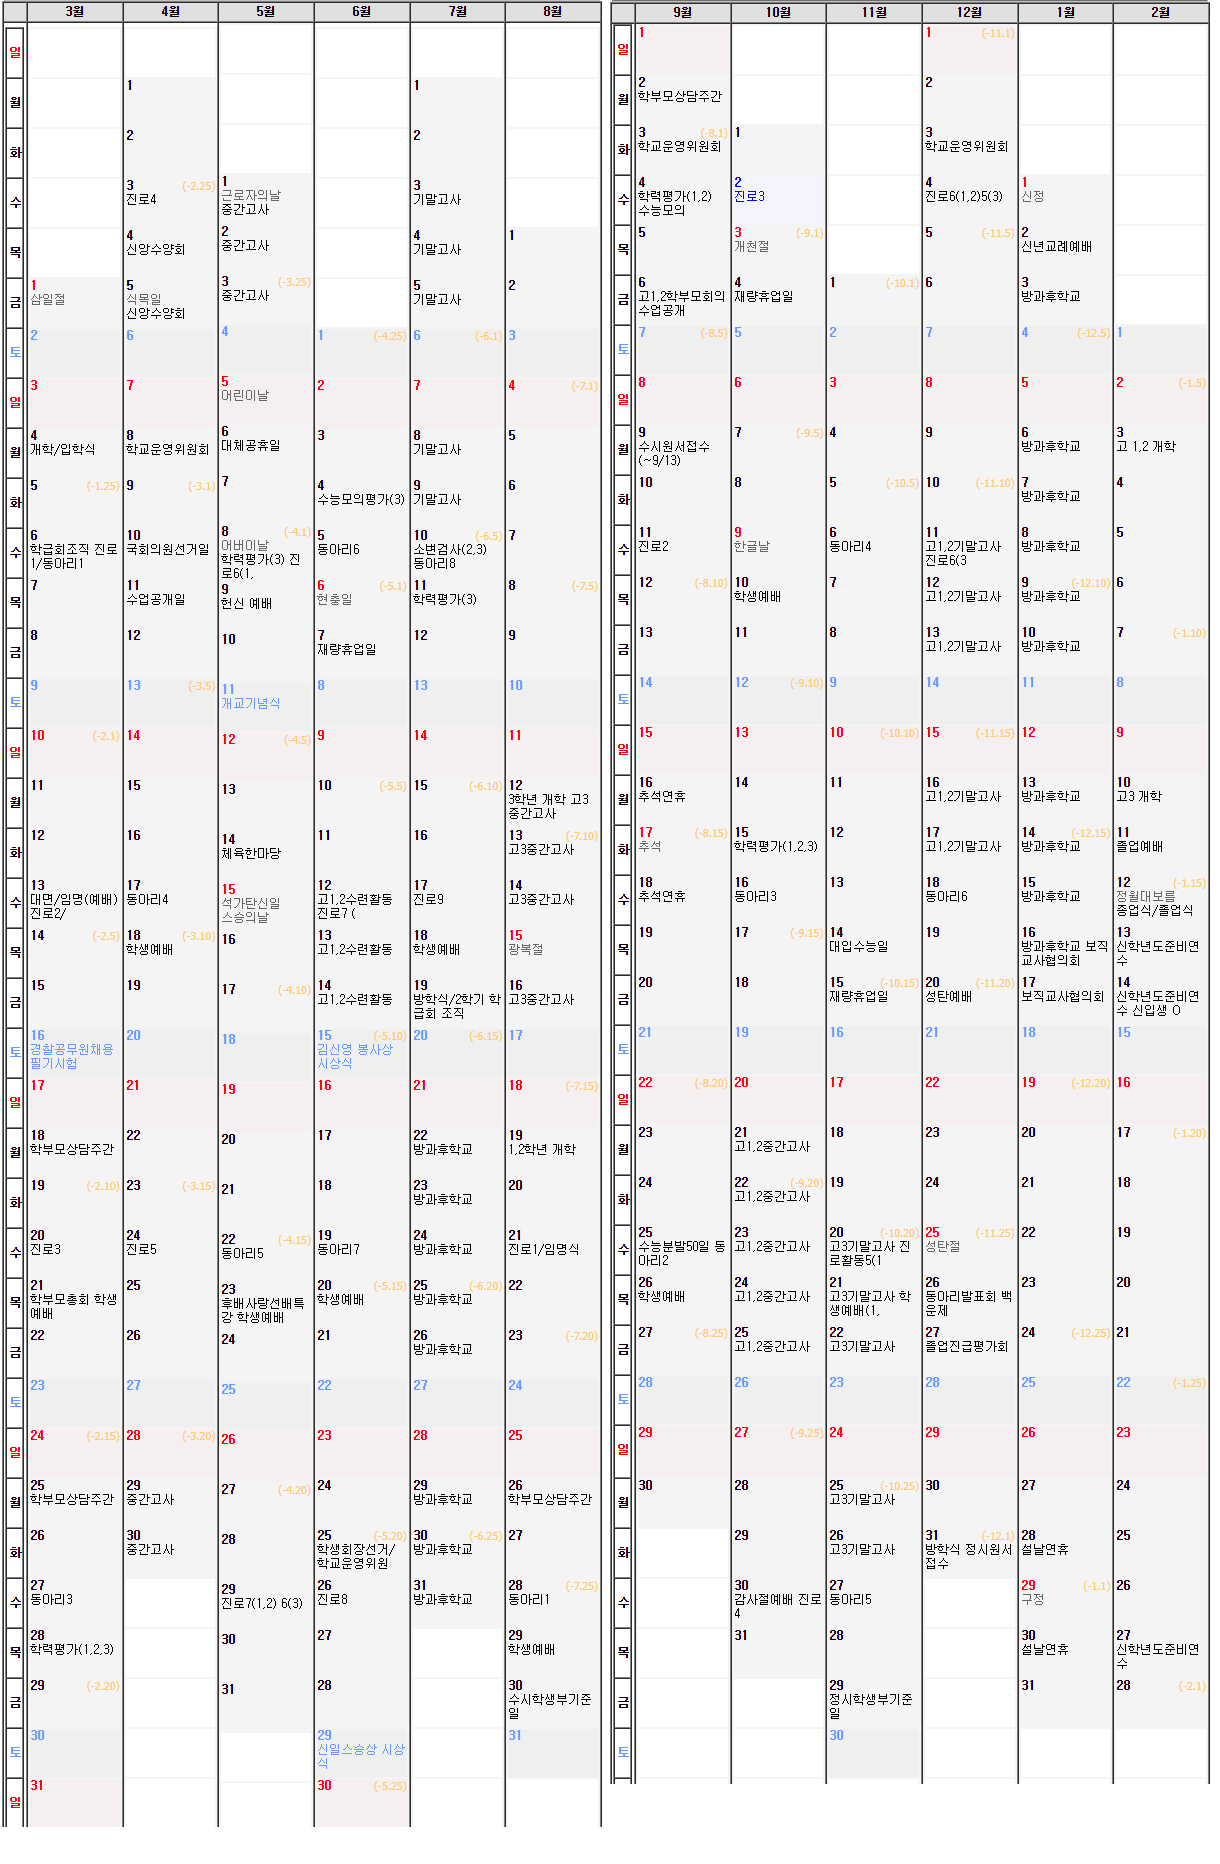 3월 4월 5월 6월 7월 8월
일
월
화
수
목
금
토
일
월
화
수
목
금
토
일
월
화
수
목
금
토
일
월
화
수
목
금
토
일
월
화
수
목
금
토
일
1
삼일절
2
3
4
개학/입학식
5 (-1.25)
6
학급회조직 진로
1/동아리1
7
8
9
10 (-2.1)
11
12
13
대면/임명(예배)
진로2/
14 (-2.5)
15
16
경찰공무원채용
필기시험
17
18
학부모상담주간
19 (-2.10)
20
진로3
21
학부모총회 학생
예배
22
23
24 (-2.15)
25
학부모상담주간
26
27
동아리3
28
학력평가(1,2,3)
29 (-2.20)
30
31
1
2
3 (-2.25)
진로4
4
신앙수양회
5
식목일
신앙수양회
6
7
8
학교운영위원회
9 (-3.1)
10
국회의원선거일
11
수업공개일
12
13 (-3.5)
14
15
16
17
동아리4
18 (-3.10)
학생예배
19
20
21
22
23 (-3.15)
24
진로5
25
26
27
28 (-3.20)
29
중간고사
30
중간고사
1
근로자의날
중간고사
2
중간고사
3 (-3.25)
중간고사
4
5
어린이날
6
대체공휴일
7
8 (-4.1)
어버이날
학력평가(3) 진
로6(1,
9
헌신 예배
10
11
개교기념식
12 (-4.5)
13
14
체육한마당
15
석가탄신일
스승의날
16
17 (-4.10)
18
19
20
21
22 (-4.15)
동아리5
23
후배사랑선배특
강 학생예배
24
25
26
27 (-4.20)
28
29
진로7(1,2) 6(3)
30
31
1 (-4.25)
2
3
4
수능모의평가(3)
5
동아리6
6 (-5.1)
현충일
7
재량휴업일
8
9
10 (-5.5)
11
12
고1,2수련활동
진로7 (
13
고1,2수련활동
14
고1,2수련활동
15 (-5.10)
김신영 봉사상
시상식
16
17
18
19
동아리7
20 (-5.15)
학생예배
21
22
23
24
25 (-5.20)
학생회장선거/
학교운영위원
26
진로8
27
28
29
신일스승상 시상
식
30 (-5.25)
1
2
3
기말고사
4
기말고사
5
기말고사
6 (-6.1)
7
8
기말고사
9
기말고사
10 (-6.5)
소변검사(2,3)
동아리8
11
학력평가(3)
12
13
14
15 (-6.10)
16
17
진로9
18
학생예배
19
방학식/2학기 학
급회 조직
20 (-6.15)
21
22
방과후학교
23
방과후학교
24
방과후학교
25 (-6.20)
방과후학교
26
방과후학교
27
28
29
방과후학교
30 (-6.25)
방과후학교
31
방과후학교
1
2
3
4 (-7.1)
5
6
7
8 (-7.5)
9
10
11
12
3학년 개학 고3
중간고사
13 (-7.10)
고3중간고사
14
고3중간고사
15
광복절
16
고3중간고사
17
18 (-7.15)
19
1,2학년 개학
20
21
진로1/임명식
22
23 (-7.20)
24
25
26
학부모상담주간
27
28 (-7.25)
동아리1
29
학생예배
30
수시학생부기준
일
31
9월 10월 11월 12월 1월 2월
일
월
화
수
목
금
토
일
월
화
수
목
금
토
일
월
화
수
목
금
토
일
월
화
수
목
금
토
일
월
화
수
목
금
토
1
2
학부모상담주간
3 (-8.1)
학교운영위원회
4
학력평가(1,2)
수능모의
5
6
고1,2학부모회의
수업공개
7 (-8.5)
8
9
수시원서접수
(~9/13)
10
11
진로2
12 (-8.10)
13
14
15
16
추석연휴
17 (-8.15)
추석
18
추석연휴
19
20
21
22 (-8.20)
23
24
25
수능분발50일 동
아리2
26
학생예배
27 (-8.25)
28
29
30
1
2
진로3
3 (-9.1)
개천절
4
재량휴업일
5
6
7 (-9.5)
8
9
한글날
10
학생예배
11
12 (-9.10)
13
14
15
학력평가(1,2,3)
16
동아리3
17 (-9.15)
18
19
20
21
고1,2중간고사
22 (-9.20)
고1,2중간고사
23
고1,2중간고사
24
고1,2중간고사
25
고1,2중간고사
26
27 (-9.25)
28
29
30
감사절예배 진로
4
31
1 (-10.1)
2
3
4
5 (-10.5)
6
동아리4
7
8
9
10 (-10.10)
11
12
13
14
대입수능일
15 (-10.15)
재량휴업일
16
17
18
19
20 (-10.20)
고3기말고사 진
로활동5(1
21
고3기말고사 학
생예배(1,
22
고3기말고사
23
24
25 (-10.25)
고3기말고사
26
고3기말고사
27
동아리5
28
29
정시학생부기준
일
30
1 (-11.1)
2
3
학교운영위원회
4
진로6(1,2)5(3)
5 (-11.5)
6
7
8
9
10 (-11.10)
11
고1,2기말고사
진로6(3
12
고1,2기말고사
13
고1,2기말고사
14
15 (-11.15)
16
고1,2기말고사
17
고1,2기말고사
18
동아리6
19
20 (-11.20)
성탄예배
21
22
23
24
25 (-11.25)
성탄절
26
동아리발표회 백
운제
27
졸업진급평가회
28
29
30
31 (-12.1)
방학식 정시원서
접수
1
신정
2
신년교례예배
3
방과후학교
4 (-12.5)
5
6
방과후학교
7
방과후학교
8
방과후학교
9 (-12.10)
방과후학교
10
방과후학교
11
12
13
방과후학교
14 (-12.15)
방과후학교
15
방과후학교
16
방과후학교 보직
교사협의회
17
보직교사협의회
18
19 (-12.20)
20
21
22
23
24 (-12.25)
25
26
27
28
설날연휴
29 (-1.1)
구정
30
설날연휴
31
1
2 (-1.5)
3
고 1,2 개학
4
5
6
7 (-1.10)
8
9
10
고3 개학
11
졸업예배
12 (-1.15)
정월대보름
종업식/졸업식
13
신학년도준비연
수
14
신학년도준비연
수 신입생 O
15
16
17 (-1.20)
18
19
20
21
22 (-1.25)
23
24
25
26
27
신학년도준비연
수
28 (-2.1)